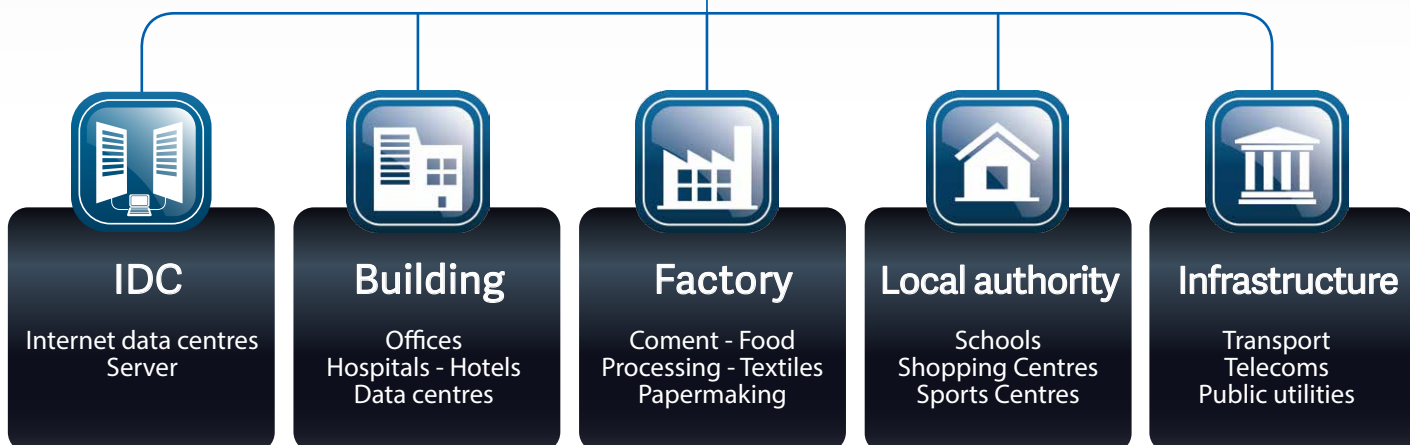 IDC
Internet data centres
Server
Building
Offices
Hospitals - Hotels
Data centres
Factory
Coment - Food
Processing - Textiles
Papermaking
Local authority
Schools
Shopping Centres
Sports Centres
Infrastructure
Transport
Telecoms
Public utilities